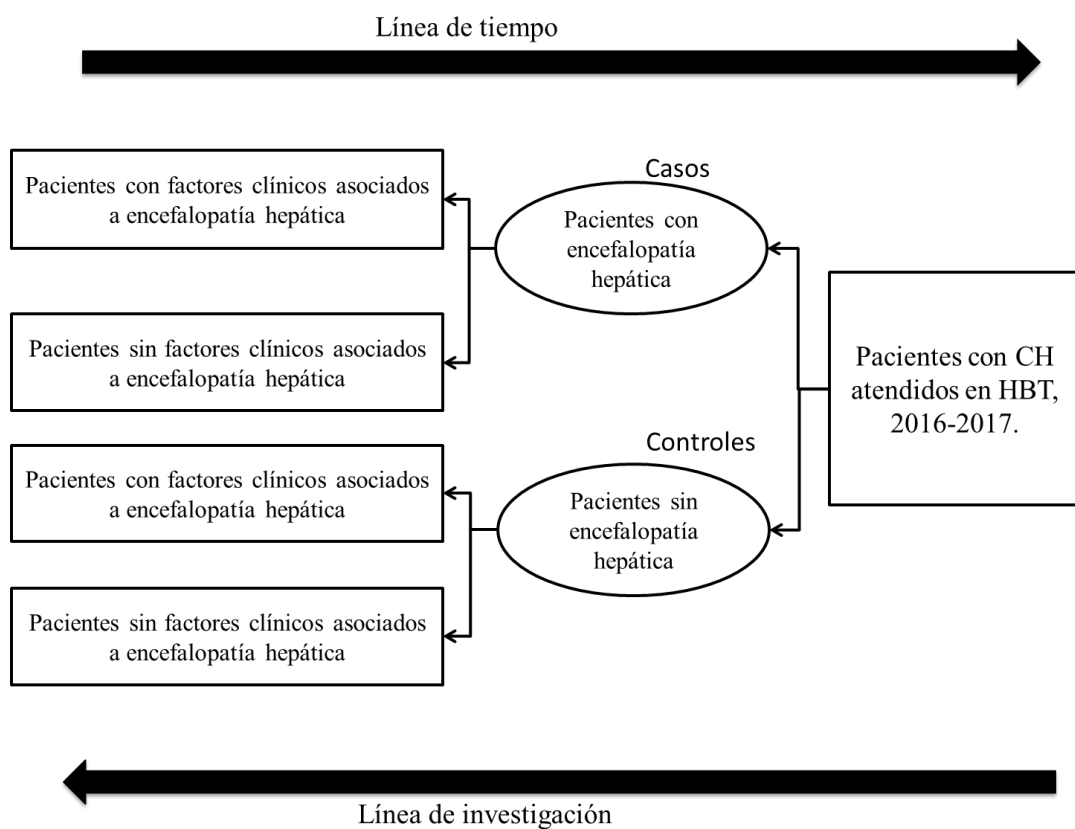 Línea de tiempo
Casos
Pacientes con factores clínicos asociados
a encefalopatía hepática
Pacientes con
encefalopatía
hepática
Pacientes sin factores clínicos asociados
a encefalopatía hepática
Pacientes con CH
atendidos en HBT,
2016-2017.
Controles
Pacientes con factores clínicos asociados
a encefalopatía hepática
Pacientes sin
encefalopatía
hepática
Pacientes sin factores clínicos asociados
a encefalopatía hepática
Línea de investigación